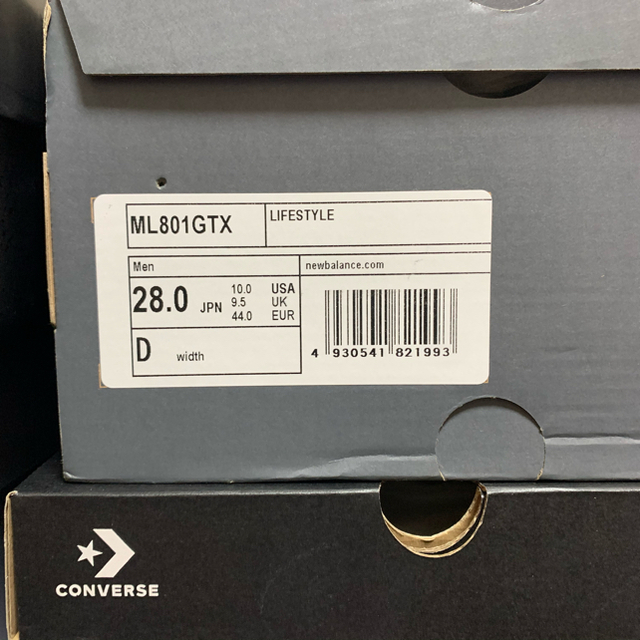 ML801GTX LIFESTYLE
Men newbalance.com
28.0 JPN 10.0 USA
9.5 UK
44.0 EUR
D width
4 930541 821993
CONVERSE